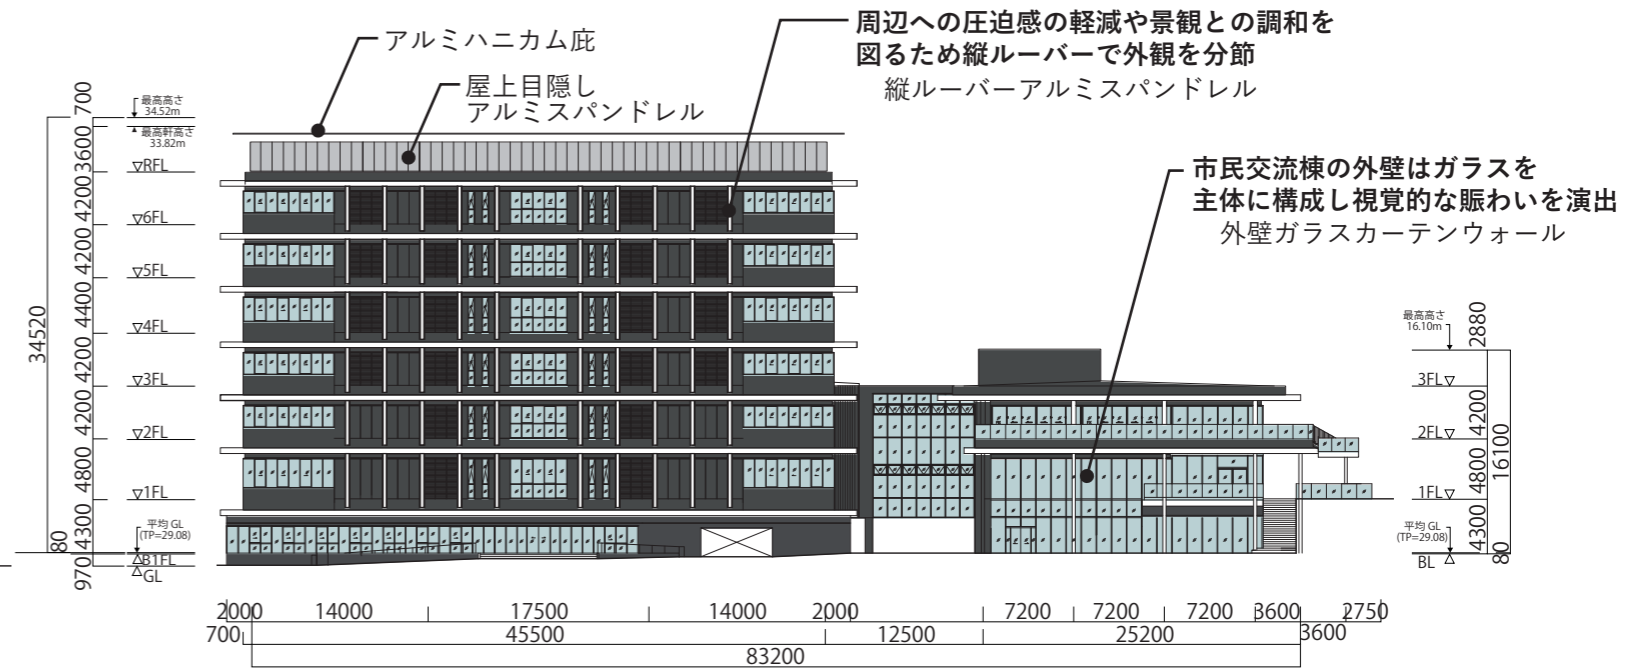 アルミハニカム庇
屋上目隠し
アルミスパンドレル
周辺への圧迫感の軽減や景観との調和を
図るため縦ルーバーで外観を分節
縦ルーバーアルミスパンドレル
市民交流棟の外壁はガラスを
主体に構成し視覚的な賑わいを演出
外壁ガラスカーテンウォール
34520
700
3600
4200
4200
4400
4200
4200
4800
4300
80
970
最高高さ
34.52m
最高軒高さ
33.82m
▽RFL
▽6FL
▽5FL
▽4FL
▽3FL
▽2FL
▽1FL
平均 GL
(TP=29.08)
△B1FL
△GL
最高高さ
16.10m
3FL▽
2FL▽
1FL▽
平均 GL
(TP=29.08)
BL △
2880
4200
4800
4300
80
16100
2000 14000 17500 14000 2000 7200 7200 7200 3600 2750
700 45500 12500 25200 3600
83200